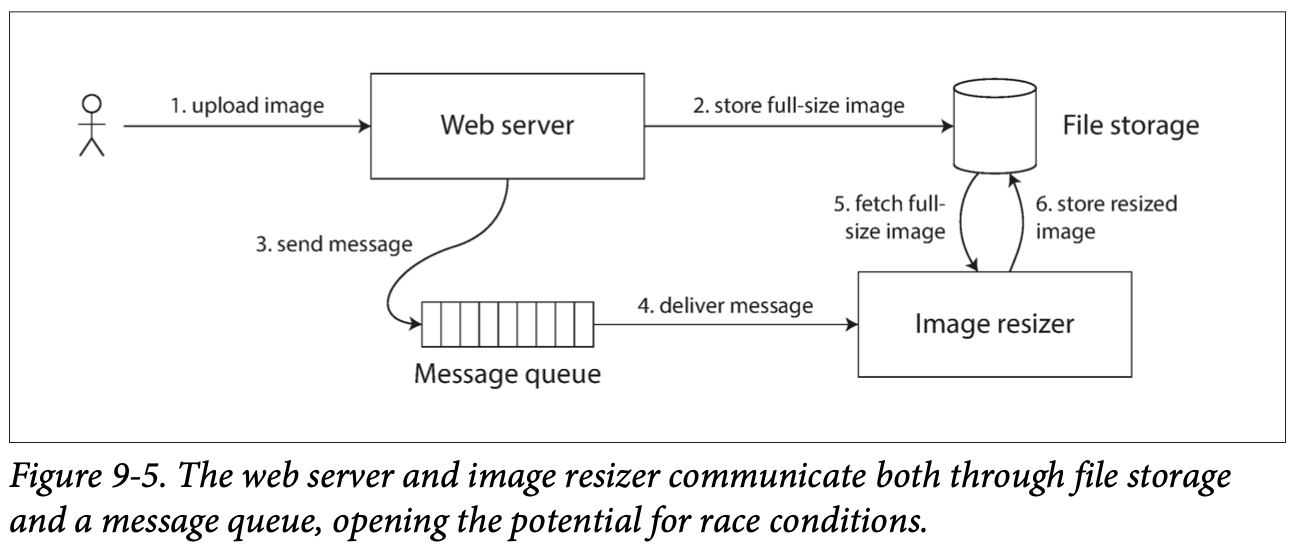 1. upload image
Web server
2. store full-size image
File storage
3. send message
5. fetch full-
size image
6. store resized
image
Message queue
4. deliver message
Image resizer
Figure 9-5. The web server and image resizer communicate both through file storage
and a message queue, opening the potential for race conditions.